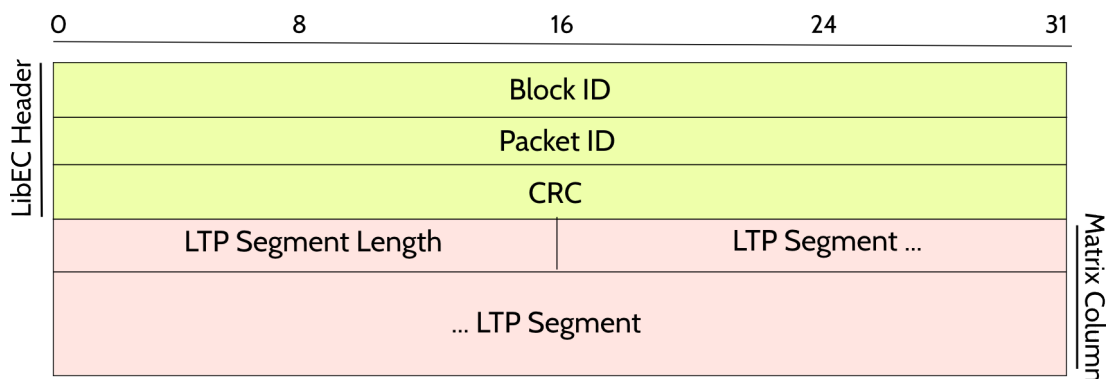 0 8 16 24 31
LibEC Header
Block ID
Packet ID
CRC
LTP Segment Length LTP Segment ...
... LTP Segment
Matrix Column